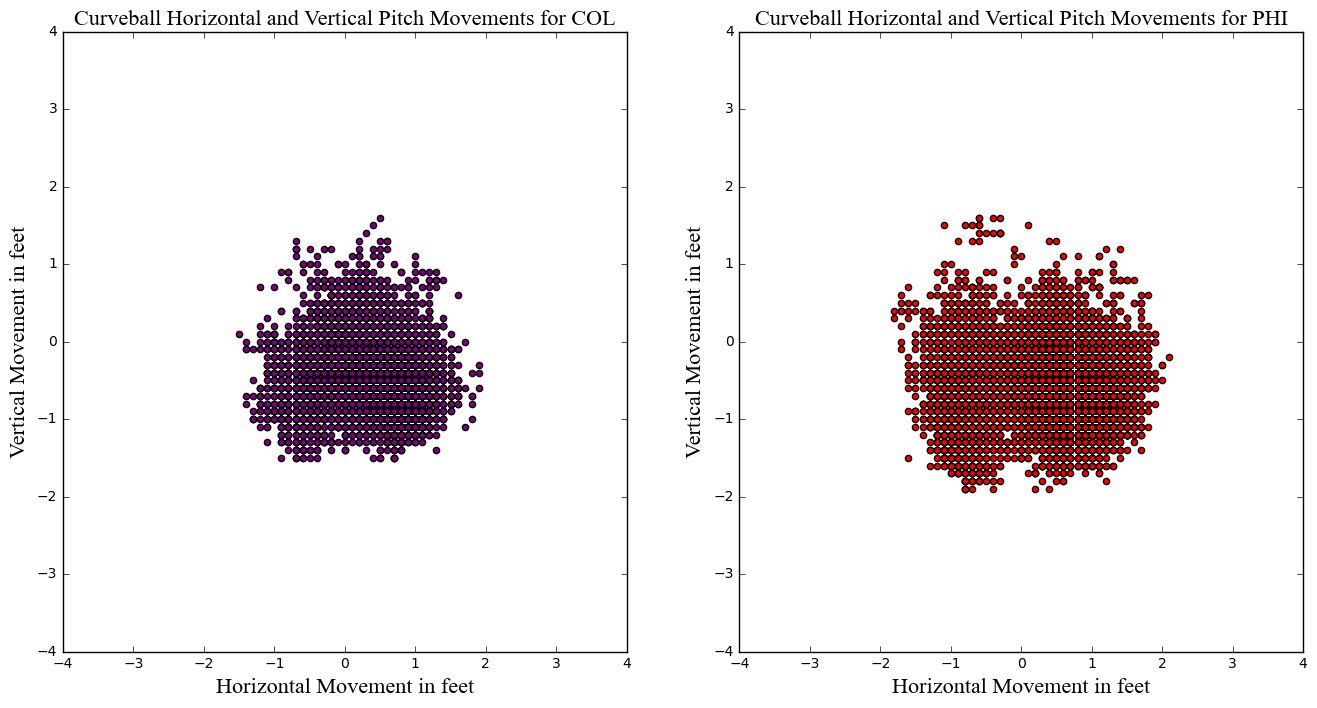 Curveball Horizontal and Vertical Pitch Movements for COL
4
3
2
1
0
−1
−2
−3
−4
Vertical Movement in feet
−4 −3 −2 −1 0 1 2 3 4
Horizontal Movement in feet
Curveball Horizontal and Vertical Pitch Movements for PHI
4
3
2
1
0
−1
−2
−3
−4
Vertical Movement in feet
−4 −3 −2 −1 0 1 2 3 4
Horizontal Movement in feet